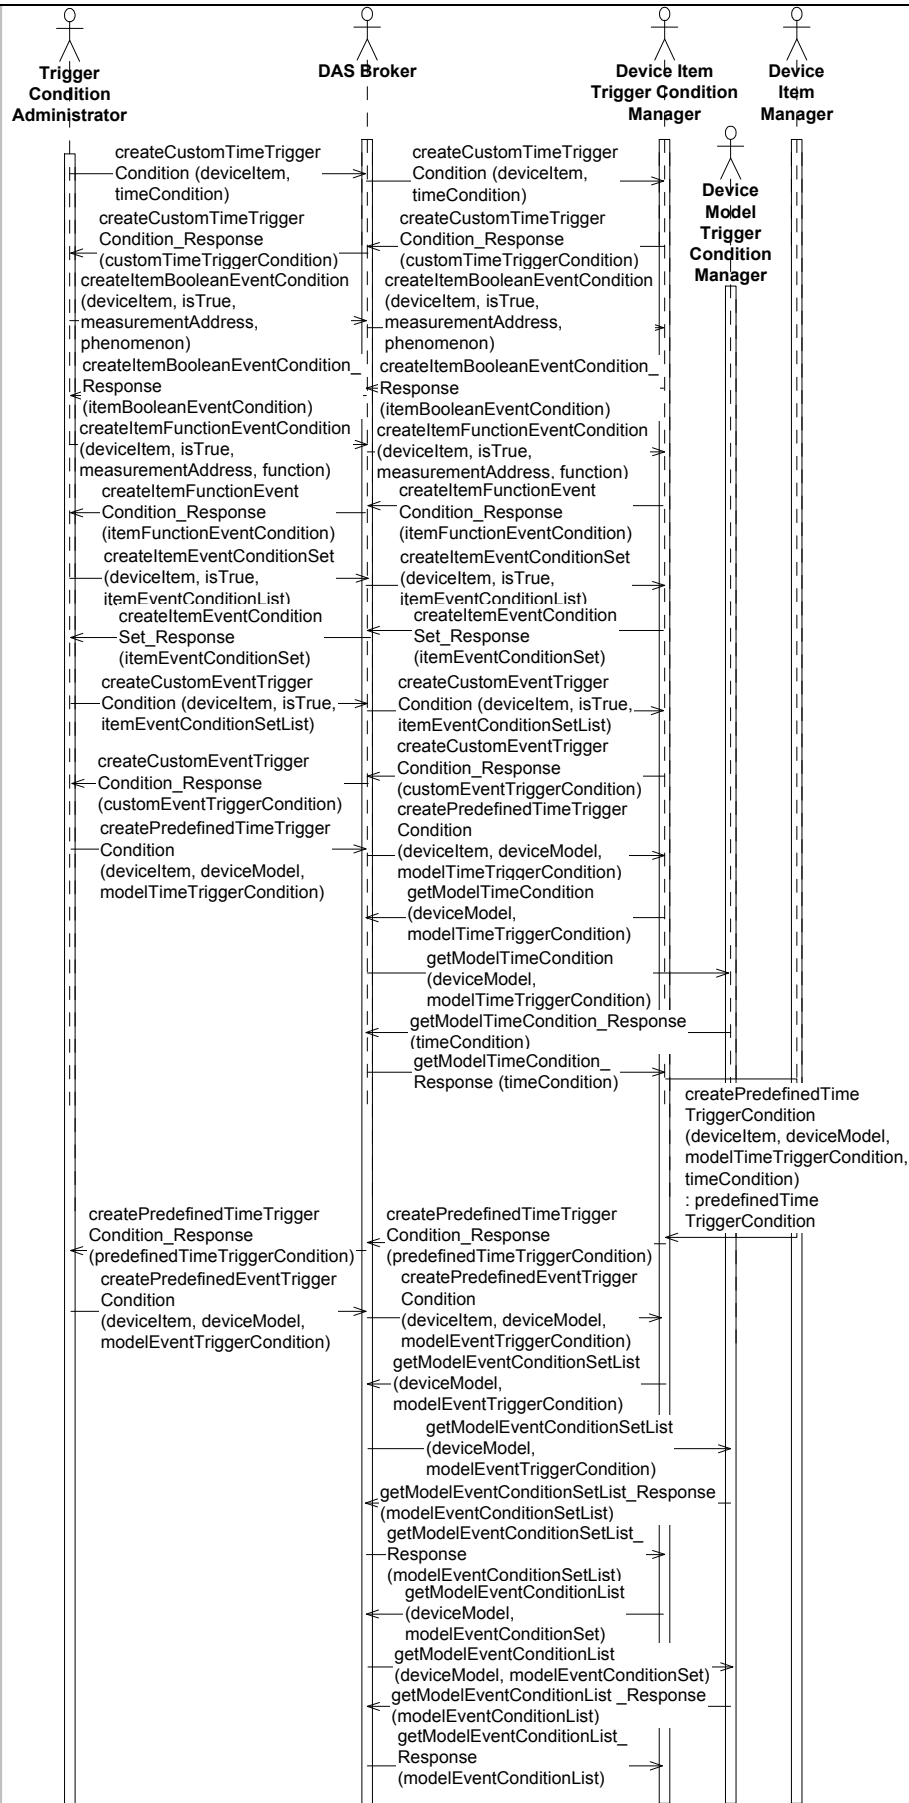 Trigger
Condition
Administrator
DAS Broker
Device Item
Trigger Condition
Manager
Device
Item
Manager
Device
Model
Trigger
Condition
Manager
createCustomTimeTrigger
Condition (deviceItem,
timeCondition)
createCustomTimeTrigger
Condition (deviceItem,
timeCondition)
createCustomTimeTrigger
Condition_Response
(customTimeTriggerCondition)
createCustomTimeTrigger
Condition_Response
(customTimeTriggerCondition)
createItemBooleanEventCondition
(deviceItem, isTrue,
measurementAddress,
phenomenon)
createItemBooleanEventCondition
(deviceItem, isTrue,
measurementAddress,
phenomenon)
createItemBooleanEventCondition_
Response
(itemBooleanEventCondition)
createItemBooleanEventCondition_
Response
(itemBooleanEventCondition)
createItemFunctionEventCondition
(deviceItem, isTrue,
measurementAddress, function)
createItemFunctionEventCondition
(deviceItem, isTrue,
measurementAddress, function)
createItemFunctionEvent
Condition_Response
(itemFunctionEventCondition)
createItemFunctionEvent
Condition_Response
(itemFunctionEventCondition)
createItemEventConditionSet
(deviceItem, isTrue,
itemEventConditionList)
createItemEventConditionSet
(deviceItem, isTrue,
itemEventConditionList)
createItemEventCondition
Set_Response
(itemEventConditionSet)
createItemEventCondition
Set_Response
(itemEventConditionSet)
createCustomEventTrigger
Condition (deviceItem, isTrue,
itemEventConditionSetList)
createCustomEventTrigger
Condition (deviceItem, isTrue,
itemEventConditionSetList)
createCustomEventTrigger
Condition_Response
(customEventTriggerCondition)
createCustomEventTrigger
Condition_Response
(customEventTriggerCondition)
createPredefinedTimeTrigger
Condition
(deviceItem, deviceModel,
modelTimeTriggerCondition)
createPredefinedTimeTrigger
Condition
(deviceItem, deviceModel,
modelTimeTriggerCondition)
getModelTimeCondition
(deviceModel,
modelTimeTriggerCondition)
getModelTimeCondition
(deviceModel,
modelTimeTriggerCondition)
getModelTimeCondition_Response
(timeCondition)
getModelTimeCondition_
Response (timeCondition)
createPredefinedTime
TriggerCondition
(deviceItem, deviceModel,
modelTimeTriggerCondition,
timeCondition)
: predefinedTime
TriggerCondition
createPredefinedTimeTrigger
Condition_Response
(predefinedTimeTriggerCondition)
createPredefinedTimeTrigger
Condition_Response
(predefinedTimeTriggerCondition)
createPredefinedEventTrigger
Condition
(deviceItem, deviceModel,
modelEventTriggerCondition)
createPredefinedEventTrigger
Condition
(deviceItem, deviceModel,
modelEventTriggerCondition)
getModelEventConditionSetList
(deviceModel,
modelEventTriggerCondition)
getModelEventConditionSetList
(deviceModel,
modelEventTriggerCondition)
getModelEventConditionSetList_Response
(modelEventConditionSetList)
getModelEventConditionSetList_
Response
(modelEventConditionSetList)
getModelEventConditionList
(deviceModel,
modelEventConditionSet)
getModelEventConditionList
(deviceModel, modelEventConditionSet)
getModelEventConditionList _Response
(modelEventConditionList)
getModelEventConditionList_
Response
(modelEventConditionList)